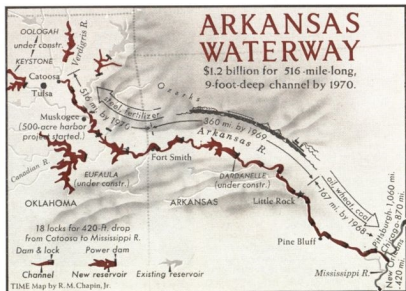 ARKANSAS
WATERWAY
$1.2 billion for 516-mile-long,
9-foot-deep channel by 1970.
OOLOGAH
under constr.
KEYSTONE
Verdigris R.
Catoosa
Tulsa
516 mi. by 1970
Steel, fertilizer
Ozarks
360 mi. by 1969
Arkansas R.
Muskogee
(500-acre harbor
project started.)
Fort Smith
Canadian R.
EUFAULA
(under constr.)
DARDANELLE
(under constr.)
oil, wheat, coal
167 mi. by 1968
OKLAHOMA
ARKANSAS
Little Rock
Pine Bluff
Pittsburgh 1,060 mi.
Chicago-870 mi.
New Orleans
420 mi.
Mississippi R.
18 locks for 420-ft. drop
from Catoosa to Mississippi R.
Dam & lock
Power dam
Channel
New reservoir
Existing reservoir
TIME Map by R. M. Chapin, Jr.